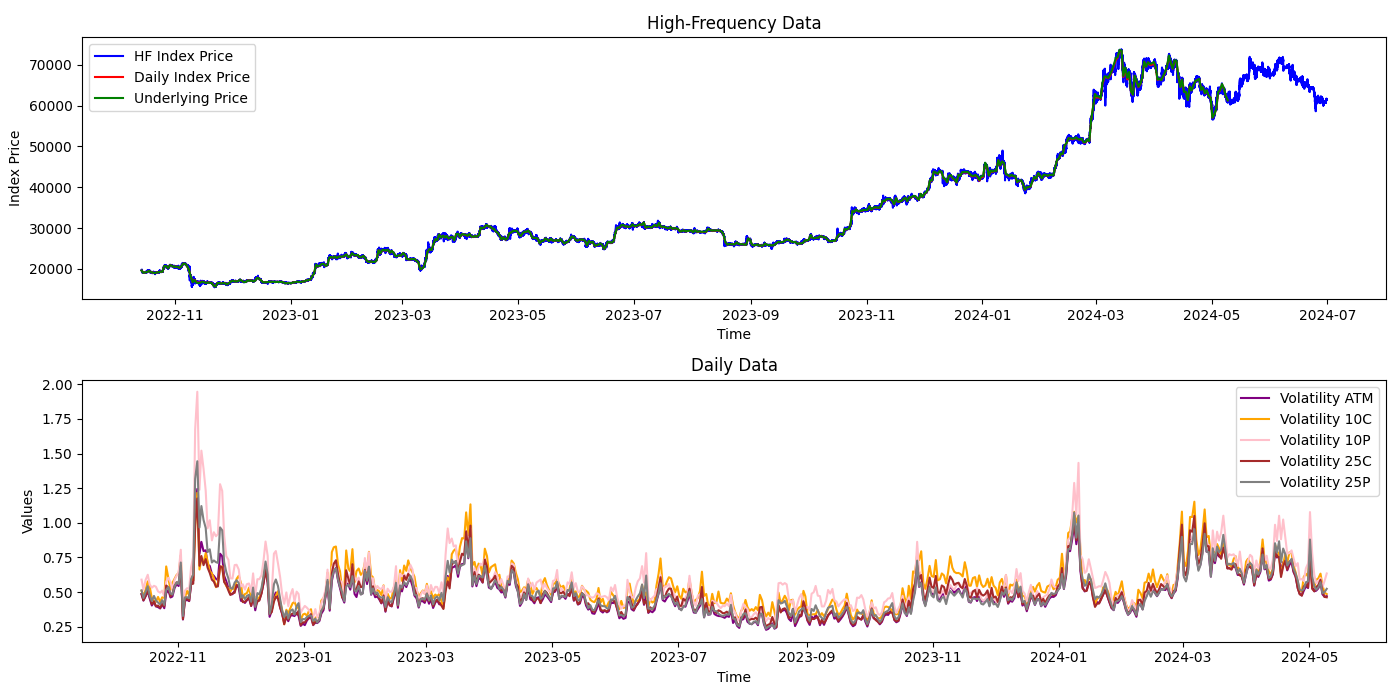 High-Frequency Data
HF Index Price
Daily Index Price
Underlying Price
Index Price
70000
60000
50000
40000
30000
20000
2022-11 2023-01 2023-03 2023-05 2023-07 2023-09 2023-11 2024-01 2024-03 2024-05 2024-07
Time
Daily Data
Volatility ATM
Volatility 10C
Volatility 10P
Volatility 25C
Volatility 25P
Values
2.00
1.75
1.50
1.25
1.00
0.75
0.50
0.25
2022-11 2023-01 2023-03 2023-05 2023-07 2023-09 2023-11 2024-01 2024-03 2024-05
Time